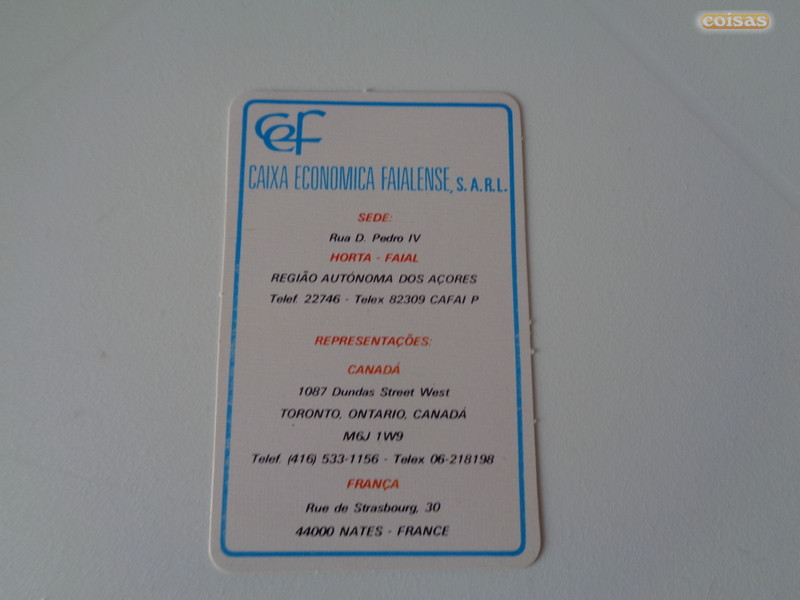 coisas
cef
CAIXA ECONOMICA FAIALENSE, S.A.R.L.
SEDE:
Rua D. Pedro IV
HORTA - FAIAL
REGIÃO AUTÓNOMA DOS AÇORES
Telef. 22746 - Telex 82309 CAFAI P
REPRESENTAÇÕES:
CANADÁ
1087 Dundas Street West
TORONTO, ONTARIO, CANADÁ
M6J 1W9
Telef. (416) 533-1156 - Telex 06-218198
FRANÇA
Rue de Strasbourg, 30
44000 NATES - FRANCE